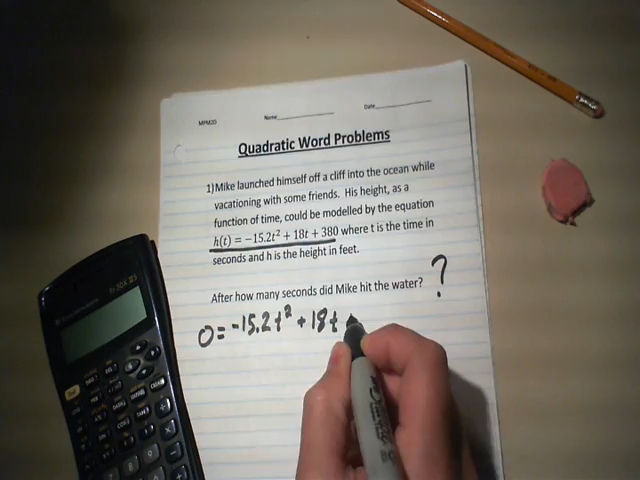 MPM2D Name Date
Quadratic Word Problems
1)Mike launched himself off a cliff into the ocean while
vacationing with some friends. His height, as a
function of time, could be modelled by the equation
h(t) = −15.2t² + 18t + 380 where t is the time in
seconds and h is the height in feet.
After how many seconds did Mike hit the water? ?
0=-15.2t² +18t